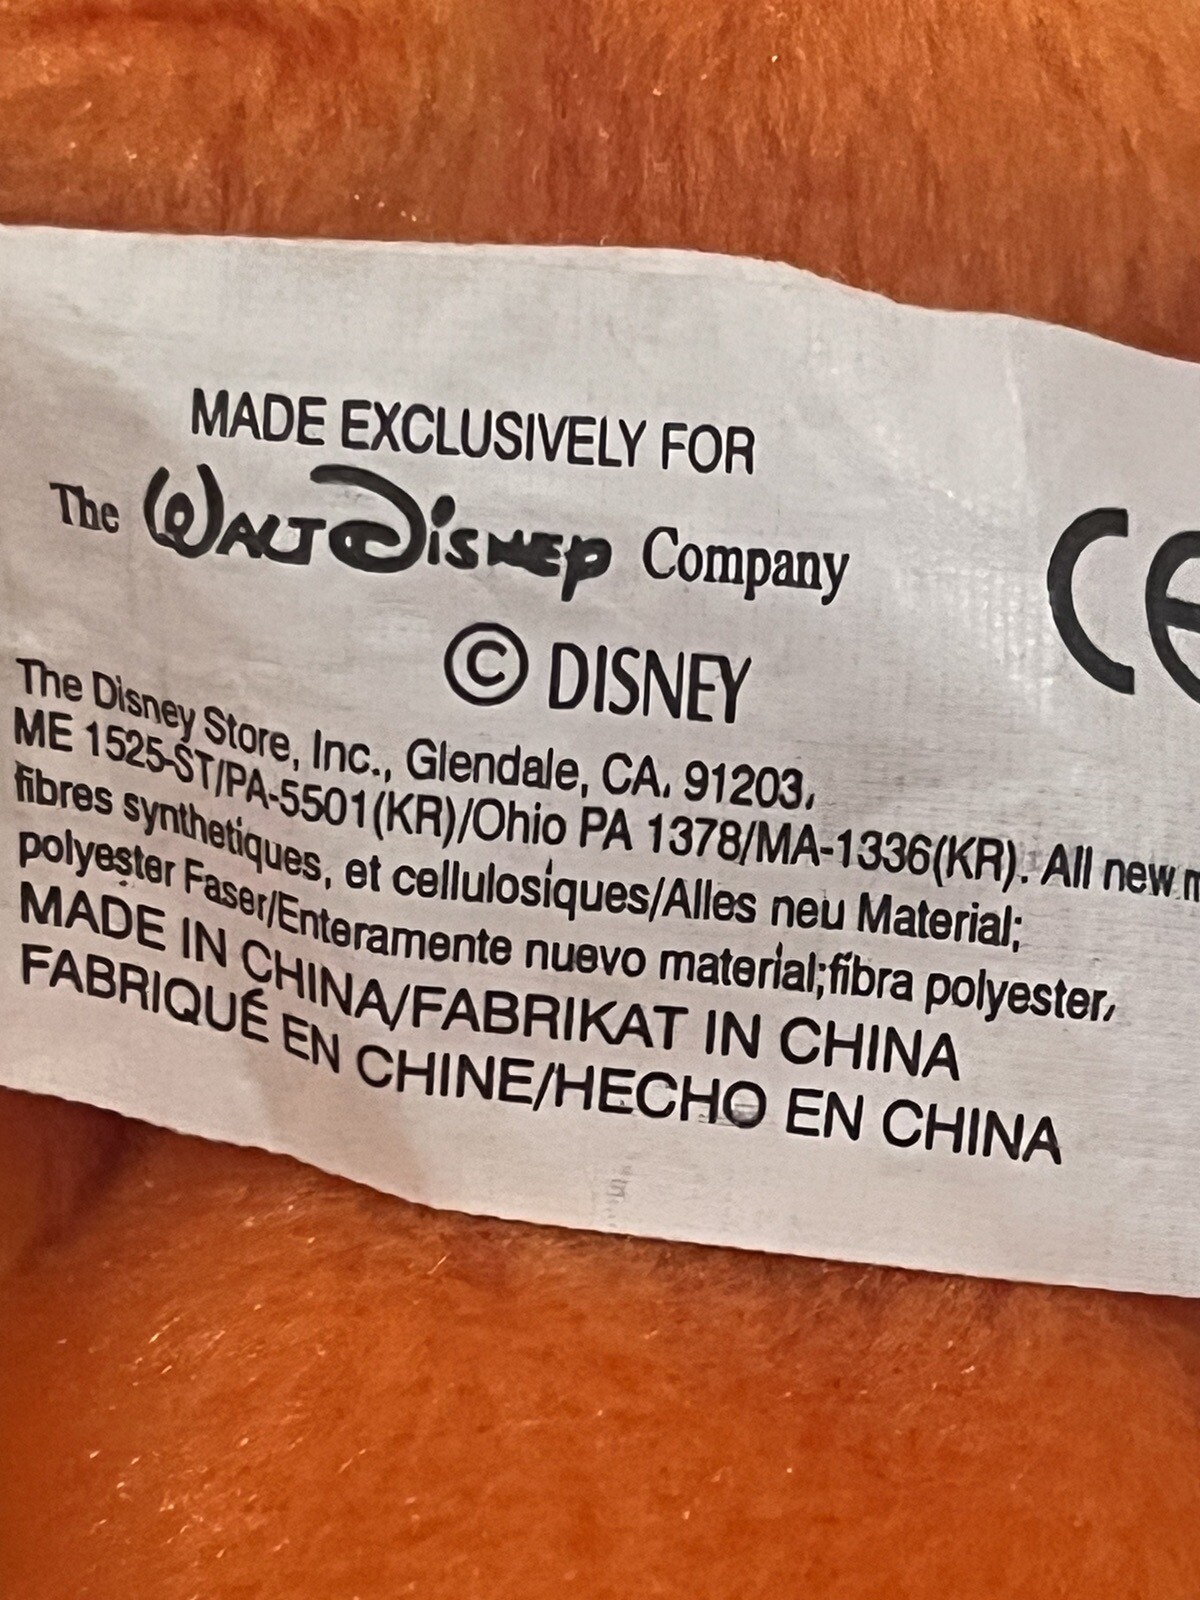 MADE EXCLUSIVELY FOR
The WALT DISNEY Company
CE
© DISNEY
The Disney Store, Inc., Glendale, CA. 91203,
ME 1525-ST/PA-5501(KR)/Ohio PA 1378/MA-1336(KR). All new
fibres synthetiques, et cellulosiques/Alles neu Material;
polyester Faser/Enteramente nuevo material;fibra polyester,
MADE IN CHINA/FABRIKAT IN CHINA
FABRIQUÉ EN CHINE/HECHO EN CHINA